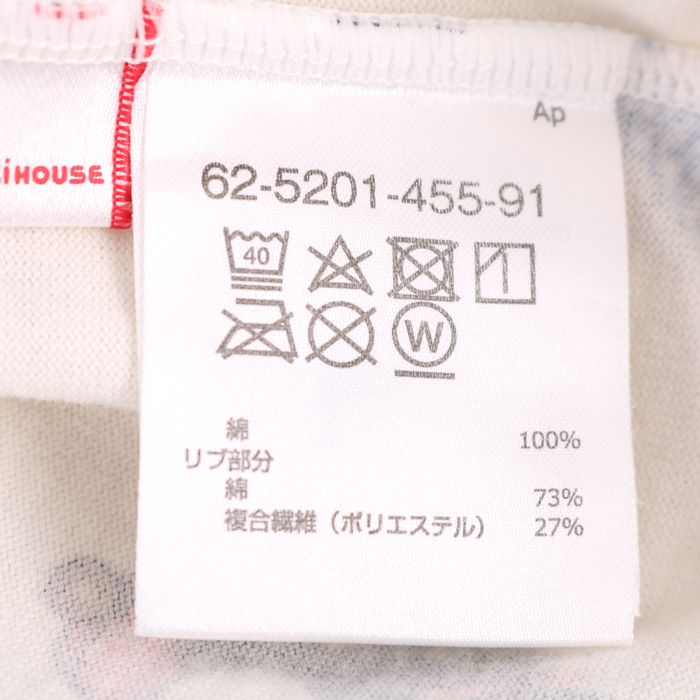 Ap
iHOUSE
62-5201-455-91
40
W
綿 100%
リブ部分
綿 73%
複合繊維（ポリエステル） 27%